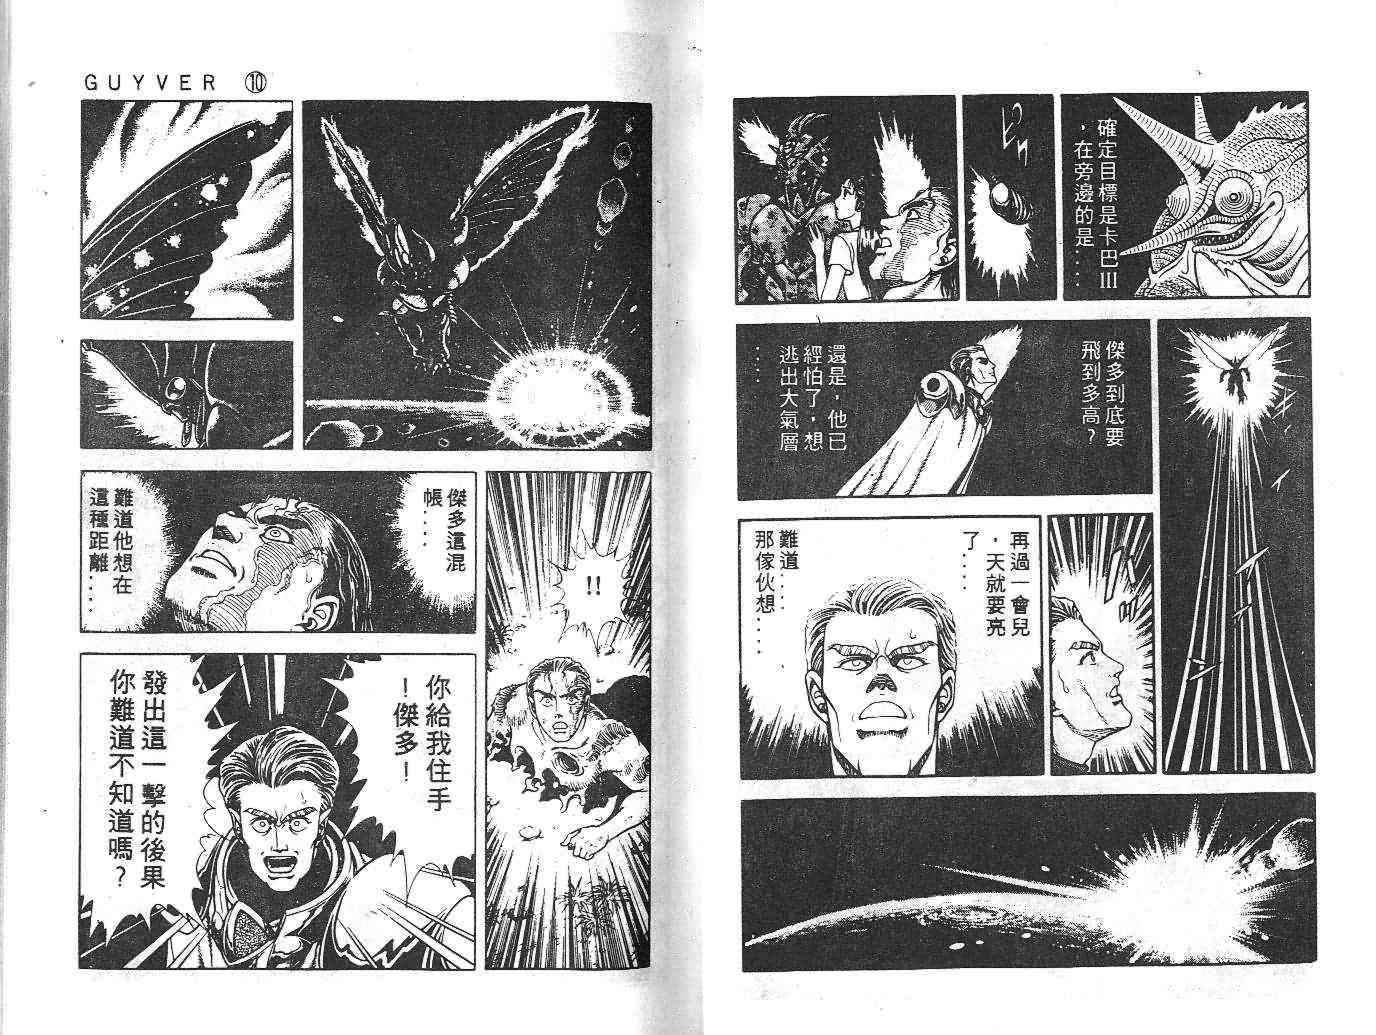 GUYVER ⑩
確定目標是卡巴III
，在旁邊的是....
ピクッ
傑多到底要
飛到多高？
還是，他已
經怕了，想
逃出大氣層
....
再過一會兒
，天就要亮
了....
難道...
那傢伙想...
!!
傑多這混
帳....
難道他想在
這種距離....
你給我住手
！傑多！
發出這一擊的後果
你難道不知道嗎？